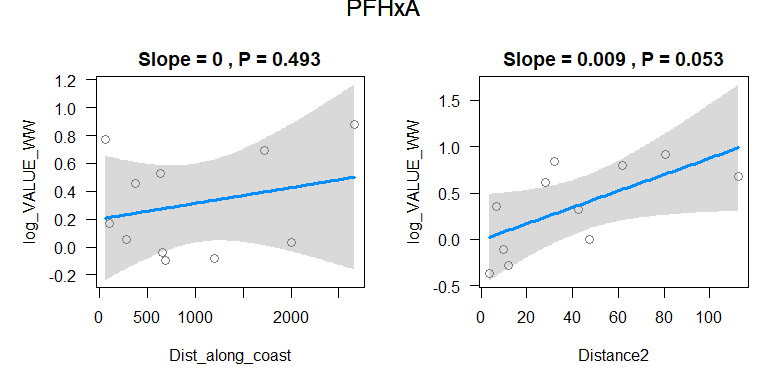 PFHxA
Slope = 0 , P = 0.493
log_VALUE_WW
1.2
1.0
0.8
0.6
0.4
0.2
0.0
-0.2
0 500 1000 2000
Dist_along_coast
Slope = 0.009 , P = 0.053
log_VALUE_WW
1.5
1.0
0.5
0.0
-0.5
0 20 40 60 80 100
Distance2